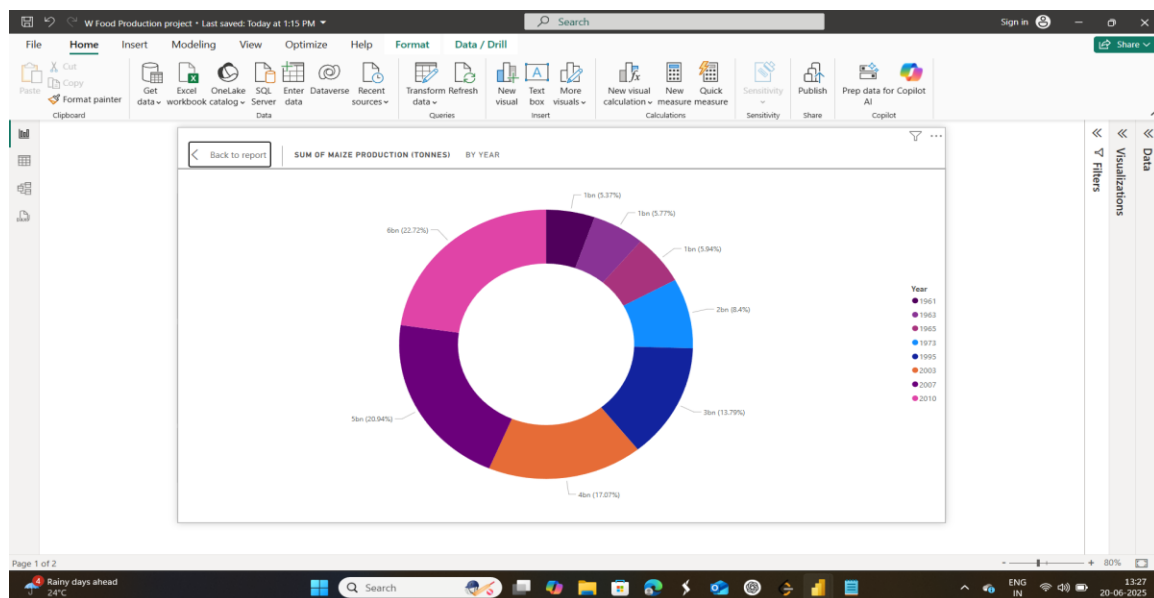 W Food Production project • Last saved: Today at 1:15 PM
Search
Sign in
File Home Insert Modeling View Optimize Help Format Data / Drill
Share
Paste
Cut
Copy
Format painter
Clipboard
Get data
Excel workbook
OneLake catalog
SQL Server
Enter data
Dataverse
Recent sources
Data
Transform data
Refresh
Queries
New visual
Text box
More visuals
Insert
New visual calculation
New measure
Quick measure
Calculations
Sensitivity
Sensitivity
Publish
Share
Prep data for AI
Copilot
Copilot
Back to report
SUM OF MAIZE PRODUCTION (TONNES) BY YEAR
1bn (5.37%)
1bn (5.77%)
1bn (5.94%)
2bn (8.4%)
3bn (13.79%)
4bn (17.07%)
5bn (20.94%)
6bn (22.72%)
Year
1961
1963
1965
1973
1995
2003
2007
2010
Filters
Visualizations
Data
Page 1 of 2
80%
4
Rainy days ahead
24°C
Search
ENG
IN
13:27
20-06-2025